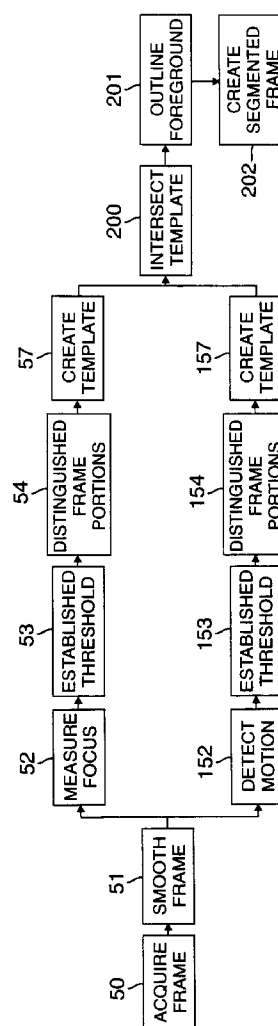 50
ACQUIRE
FRAME
51
SMOOTH
FRAME
52
MEASURE
FOCUS
53
ESTABLISHED
THRESHOLD
54
DISTINGUISHED
FRAME
PORTIONS
57
CREATE
TEMPLATE
152
DETECT
MOTION
153
ESTABLISHED
THRESHOLD
154
DISTINGUISHED
FRAME
PORTIONS
157
CREATE
TEMPLATE
200
INTERSECT
TEMPLATE
201
OUTLINE
FOREGROUND
CREATE
SEGMENTED
FRAME
202